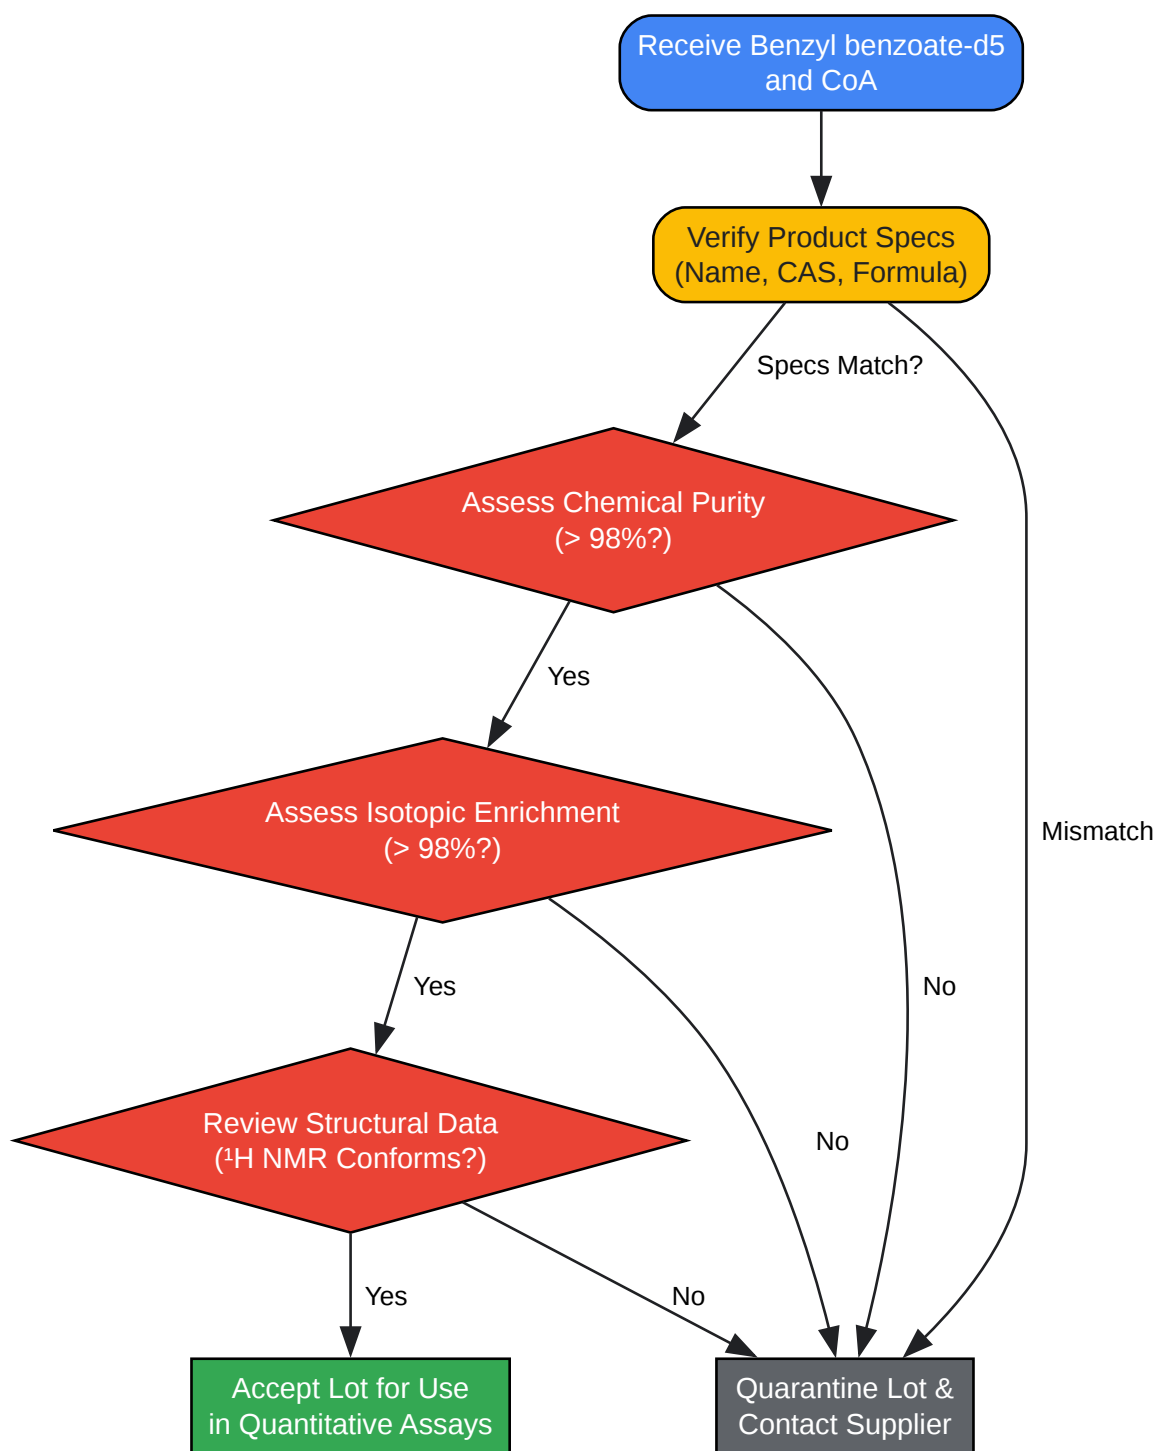 Receive Benzyl benzoate-d5
and CoA
Verify Product Specs
(Name, CAS, Formula)
Specs Match?
Assess Chemical Purity
(> 98%?)
Yes
Assess Isotopic Enrichment
(> 98%?)
Mismatch
Yes
No
Review Structural Data
(¹H NMR Conforms?)
No
Yes
No
Accept Lot for Use
in Quantitative Assays
Quarantine Lot &
Contact Supplier